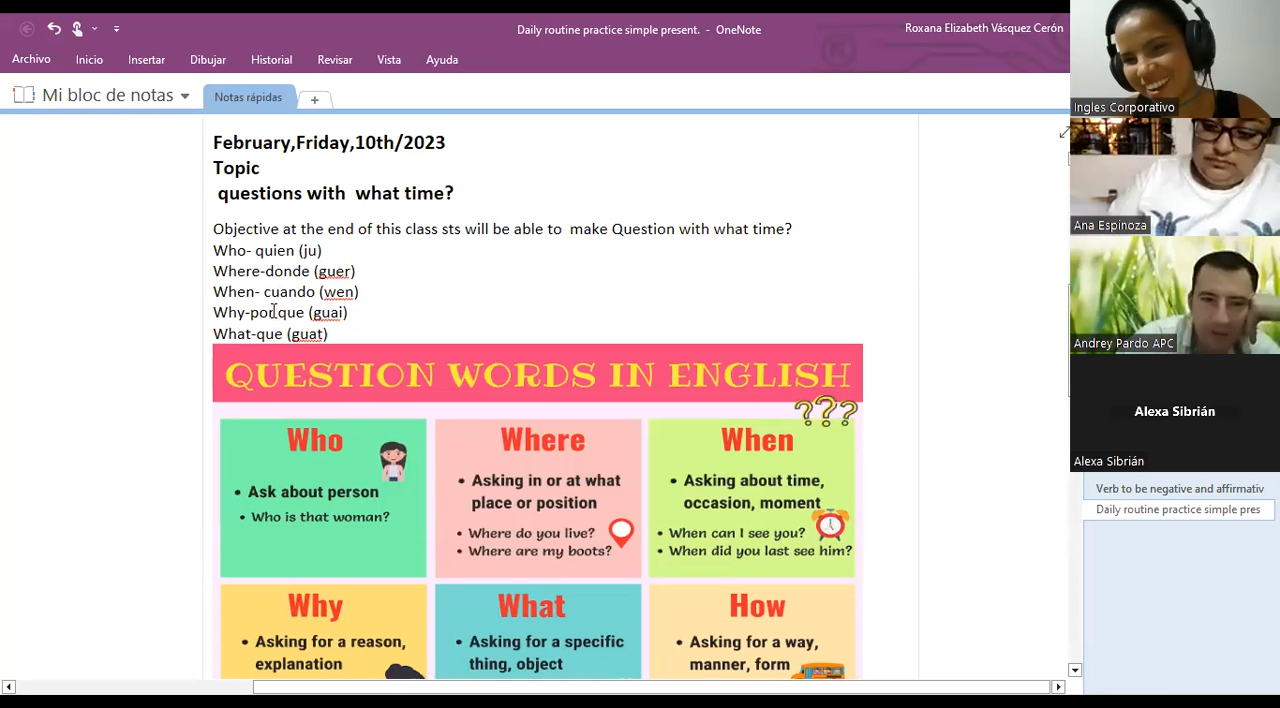 Daily routine practice simple present. - OneNote
Roxana Elizabeth Vásquez Cerón
Archivo Inicio Insertar Dibujar Historial Revisar Vista Ayuda
Mi bloc de notas
Notas rápidas
February,Friday,10th/2023
Topic
questions with what time?
Objective at the end of this class sts will be able to make Question with what time?
Who- quien (ju)
Where-donde (guer)
When- cuando (wen)
Why-porque (guai)
What-que (guat)
QUESTION WORDS IN ENGLISH
???
Who
• Ask about person
• Who is that woman?
Where
• Asking in or at what
place or position
• Where do you live?
• Where are my boots?
When
• Asking about time,
occasion, moment
• When can I see you?
• When did you last see him?
Why
• Asking for a reason,
explanation
What
• Asking for a specific
thing, object
How
• Asking for a way,
manner, form
Ingles Corporativo
Ana Espinoza
Andrey Pardo APC
Alexa Sibrián
Alexa Sibrián
Verb to be negative and affirmativ
Daily routine practice simple pres